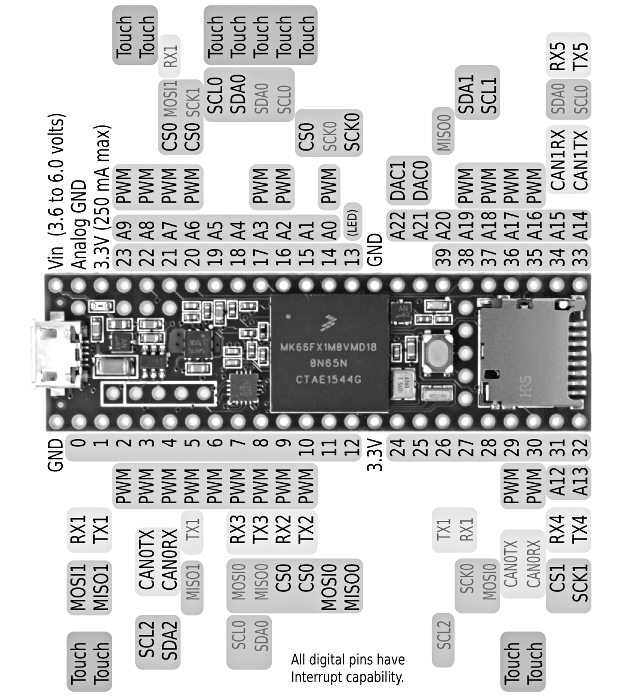 Vin (3.6 to 6.0 volts)
Analog GND
3.3V (250 mA max)
23 A9 PWM Touch
22 A8 PWM Touch
21 A7 PWM CS0 MOSI1 RX1
20 A6 PWM CS0 SCK1
19 A5 SCL0 Touch
18 A4 SDA0 Touch
17 A3 PWM SDA0 Touch
16 A2 PWM SCL0 Touch
15 A1 CS0 Touch
14 A0 PWM SCK0
13 (LED) SCK0
GND
A22 DAC1
A21 DAC0
39 A20 MISO0
38 A19 PWM SDA1
37 A18 PWM SCL1
36 A17 PWM
35 A16 PWM
34 A15 CAN1RX SDA0 RX5
33 A14 CAN1TX SCL0 TX5
MK66FX1M0VMD18
0N65N
CTAE1544G
GND
Touch MOSI1 RX1 0
Touch MISO1 TX1 1
PWM 2
SCL2 CAN0TX PWM 3
SDA2 CAN0RX PWM 4
MISO1 TX1 PWM 5
PWM 6
SCL0 MOSI0 RX3 PWM 7
SDA0 MISO0 TX3 PWM 8
CS0 RX2 PWM 9
CS0 TX2 PWM 10
MOSI0 11
MISO0 12
3.3V
24
25
SCL2 TX1 26
SCK0 RX1 27
MOSI0 28
Touch CAN0TX PWM 29
Touch CAN0RX PWM 30
CS1 RX4 A12 31
SCK1 TX4 A13 32
All digital pins have
Interrupt capability.